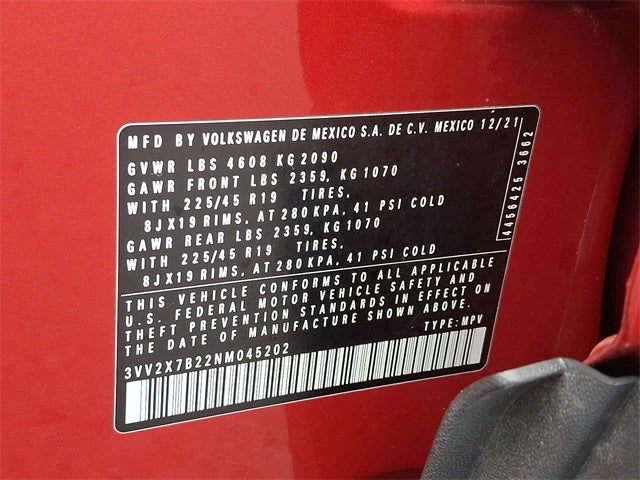 MFD BY VOLKSWAGEN DE MEXICO S.A. DE C.V. MEXICO 12/21
GVWR LBS 4608 KG 2090
GAWR FRONT LBS 2359, KG 1070
WITH 225/45 R19 TIRES,
8JX19 RIMS, AT 280 KPA, 41 PSI COLD
GAWR REAR LBS 2359, KG 1070
WITH 225/45 R19 TIRES,
8JX19 RIMS, AT 280 KPA, 41 PSI COLD
4456425 3662
THIS VEHICLE CONFORMS TO ALL APPLICABLE
U.S. FEDERAL MOTOR VEHICLE SAFETY AND
THEFT PREVENTION STANDARDS IN EFFECT ON
THE DATE OF MANUFACTURE SHOWN ABOVE.
TYPE: MPV
3VV2X7B22NM045202